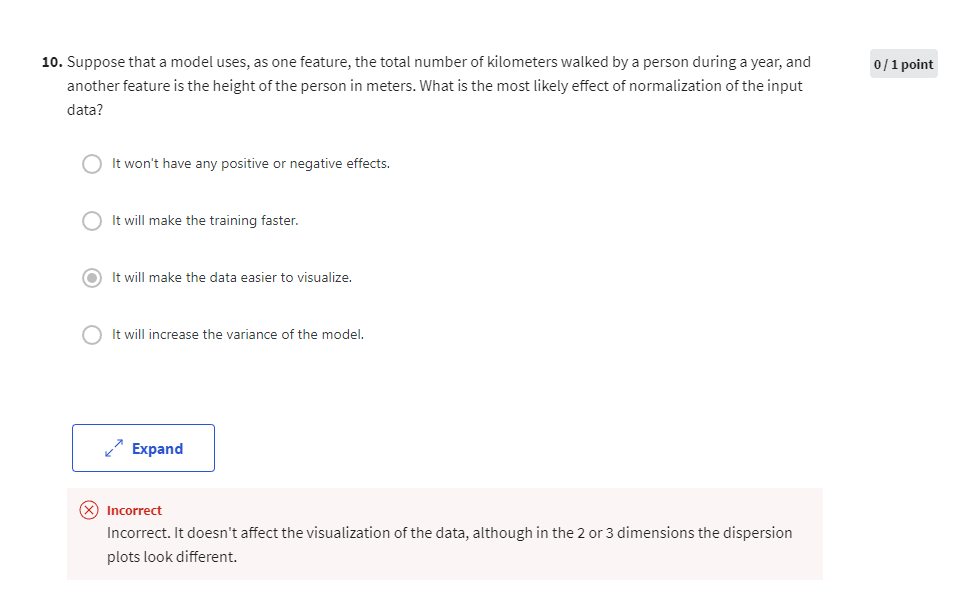 10. Suppose that a model uses, as one feature, the total number of kilometers walked by a person during a year, and
0 / 1 point
another feature is the height of the person in meters. What is the most likely effect of normalization of the input
data?
It won't have any positive or negative effects.
It will make the training faster.
It will make the data easier to visualize.
It will increase the variance of the model.
Expand
Incorrect
Incorrect. It doesn't affect the visualization of the data, although in the 2 or 3 dimensions the dispersion
plots look different.